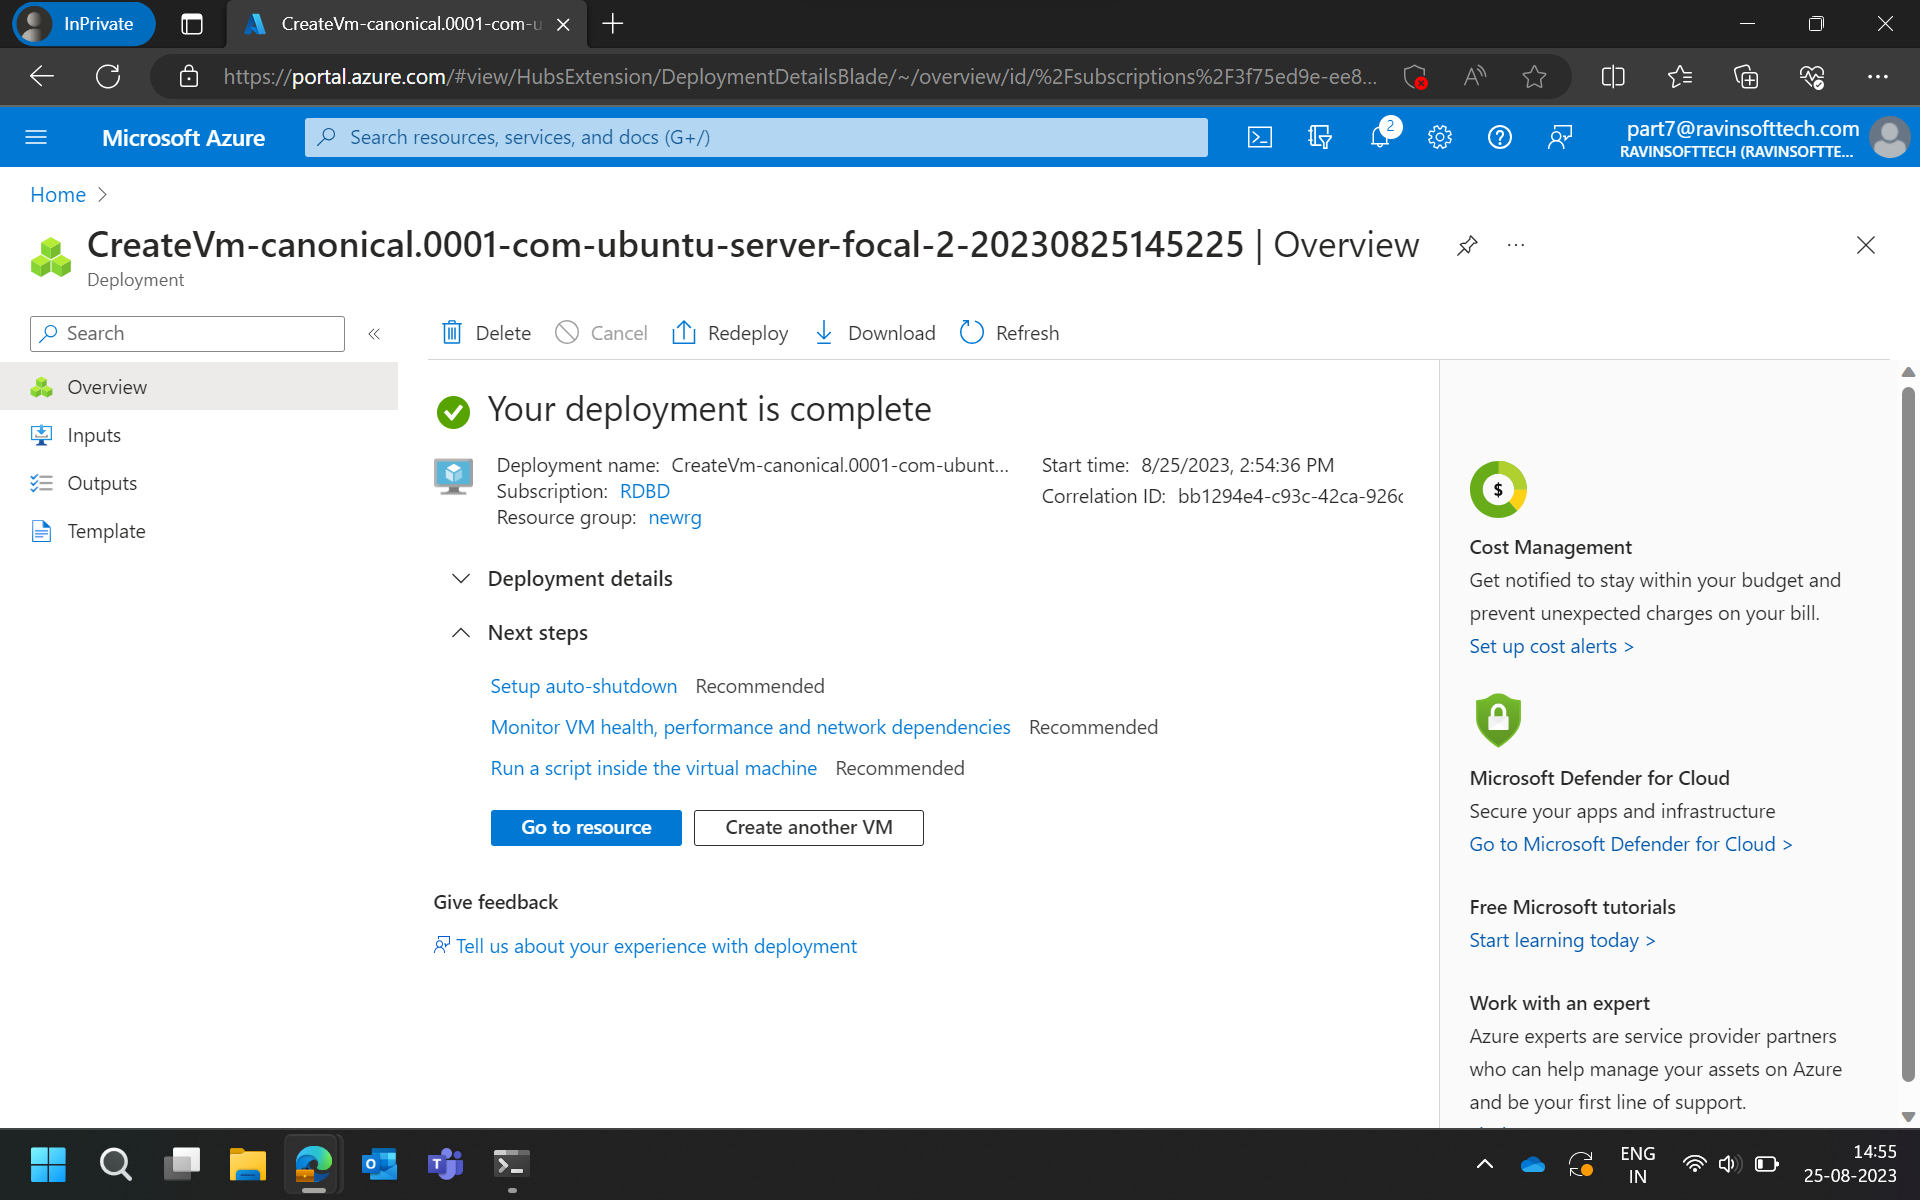 InPrivate
CreateVm-canonical.0001-com-u
https://portal.azure.com/#view/HubsExtension/DeploymentDetailsBlade/~/overview/id/%2Fsubscriptions%2F3f75ed9e-ee8...
Microsoft Azure
Search resources, services, and docs (G+/)
2
part7@ravinsofttech.com
RAVINSOFTTECH (RAVINSOFTTE...
Home >
CreateVm-canonical.0001-com-ubuntu-server-focal-2-20230825145225 | Overview
Deployment
Search
Delete
Cancel
Redeploy
Download
Refresh
Overview
Inputs
Outputs
Template
Your deployment is complete
Deployment name: CreateVm-canonical.0001-com-ubunt...
Subscription: RDBD
Resource group: newrg
Start time: 8/25/2023, 2:54:36 PM
Correlation ID: bb1294e4-c93c-42ca-926c
Deployment details
Next steps
Setup auto-shutdown Recommended
Monitor VM health, performance and network dependencies Recommended
Run a script inside the virtual machine Recommended
Go to resource
Create another VM
Give feedback
Tell us about your experience with deployment
$
Cost Management
Get notified to stay within your budget and
prevent unexpected charges on your bill.
Set up cost alerts >
Microsoft Defender for Cloud
Secure your apps and infrastructure
Go to Microsoft Defender for Cloud >
Free Microsoft tutorials
Start learning today >
Work with an expert
Azure experts are service provider partners
who can help manage your assets on Azure
and be your first line of support.
ENG
IN
14:55
25-08-2023